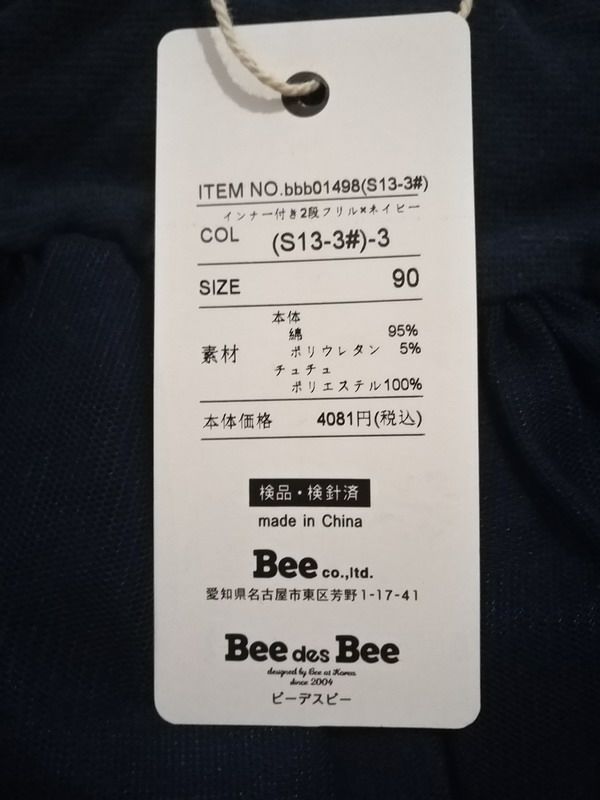 ITEM NO.bbb01498(S13-3#)
インナー付き2段フリル×ネイビー
COL (S13-3#)-3
SIZE 90
本体
綿 95%
素材 ポリウレタン 5%
チュチュ
ポリエステル100%
本体価格 4081円(税込)
検品・検針済
made in China
Bee co.,ltd.
愛知県名古屋市東区芳野1-17-41
Bee des Bee
designed by Bee at Korea
since 2004
ビーデスビー